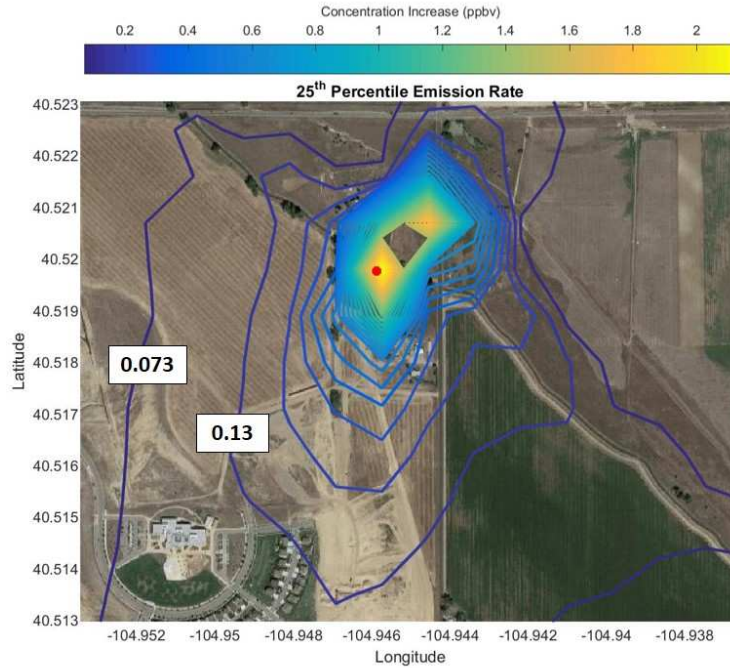 Concentration Increase (ppbv)
0.2 0.4 0.6 0.8 1 1.2 1.4 1.6 1.8 2
25th Percentile Emission Rate
40.523
40.522
40.521
40.52
40.519
40.518
40.517
40.516
40.515
40.514
40.513
Latitude
0.073
0.13
-104.952 -104.95 -104.948 -104.946 -104.944 -104.942 -104.94 -104.938
Longitude